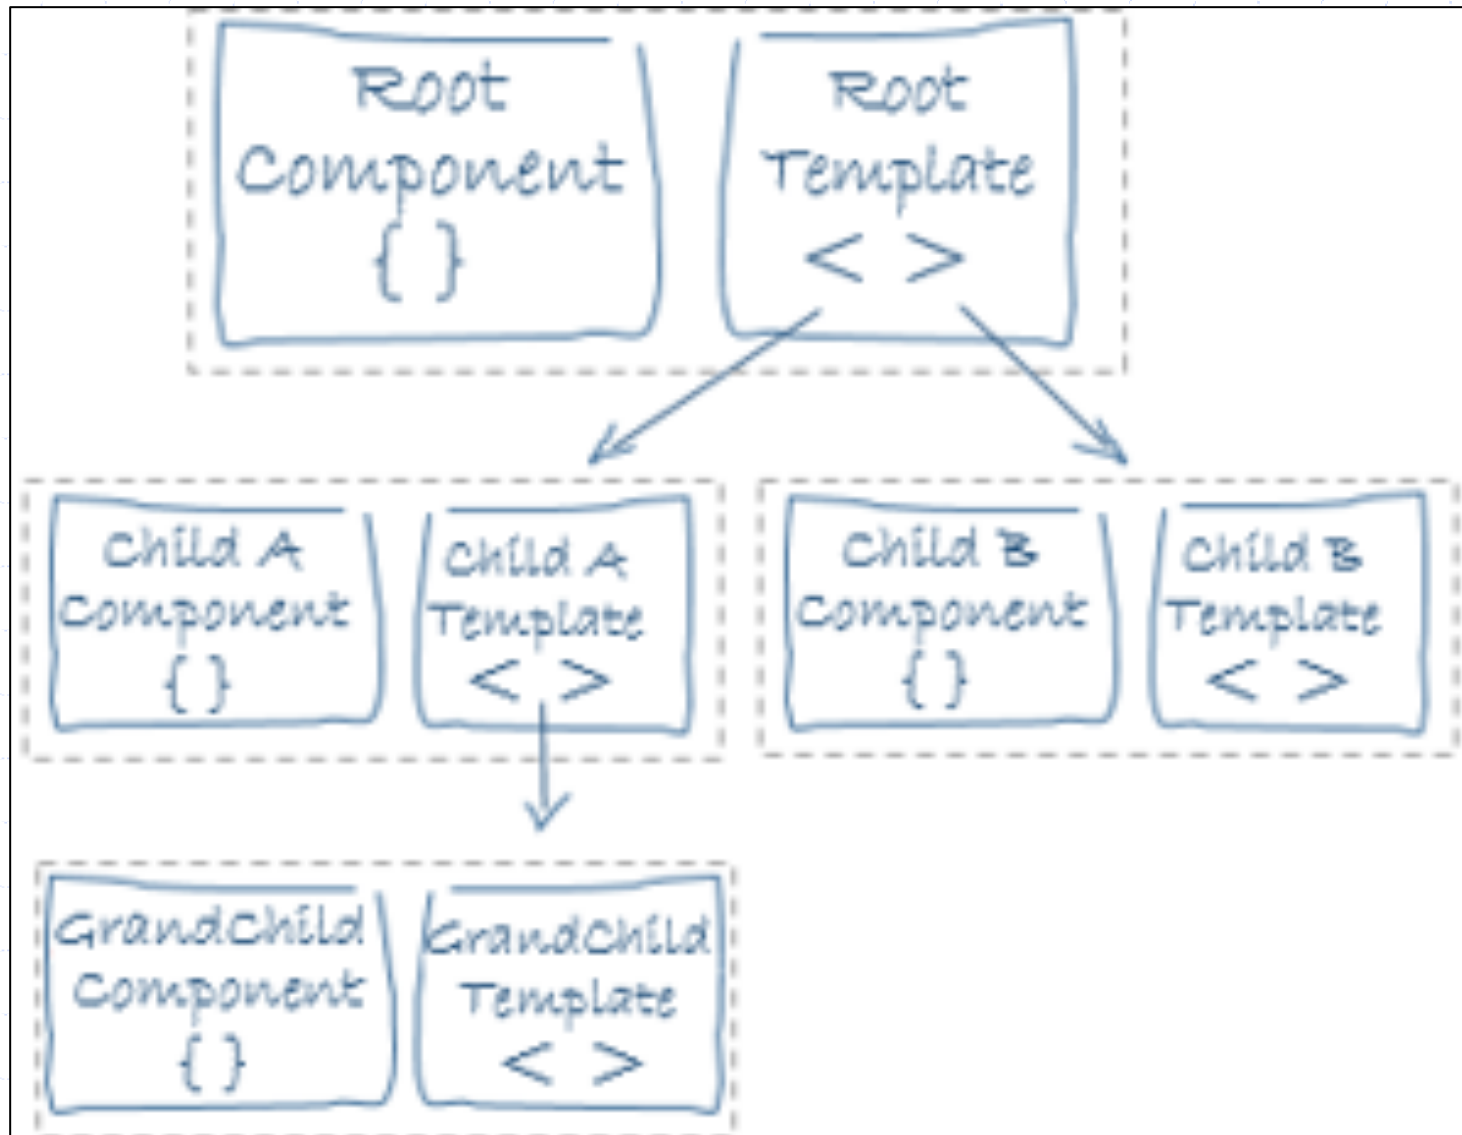 Root
Component
{ }
Root
Template
< >
Child A
Component
{ }
Child A
Template
< >
Child B
Component
{ }
Child B
Template
< >
GrandChild
Component
{ }
GrandChild
Template
< >